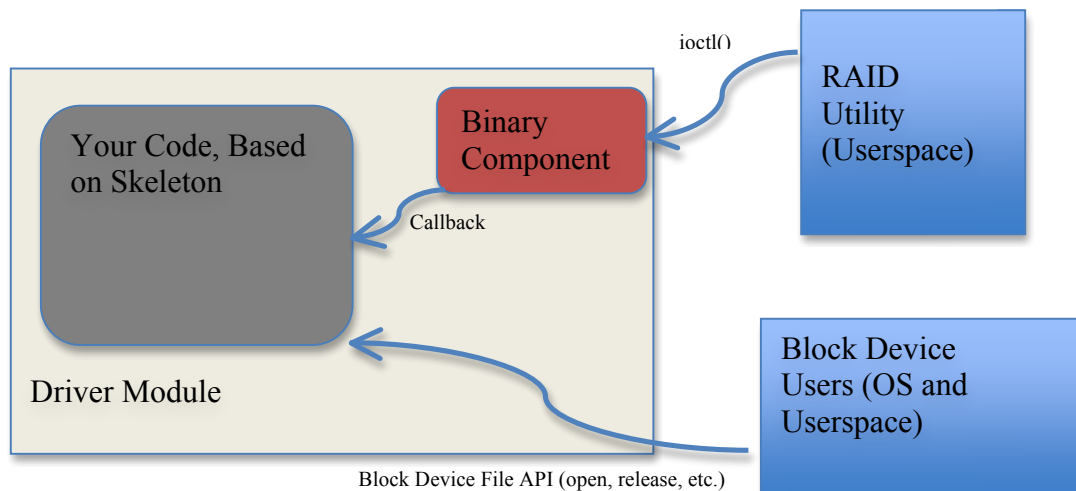 ioctl()
RAID
Utility
(Userspace)
Binary
Component
Your Code, Based
on Skeleton
Callback
Driver Module
Block Device
Users (OS and
Userspace)
Block Device File API (open, release, etc.)